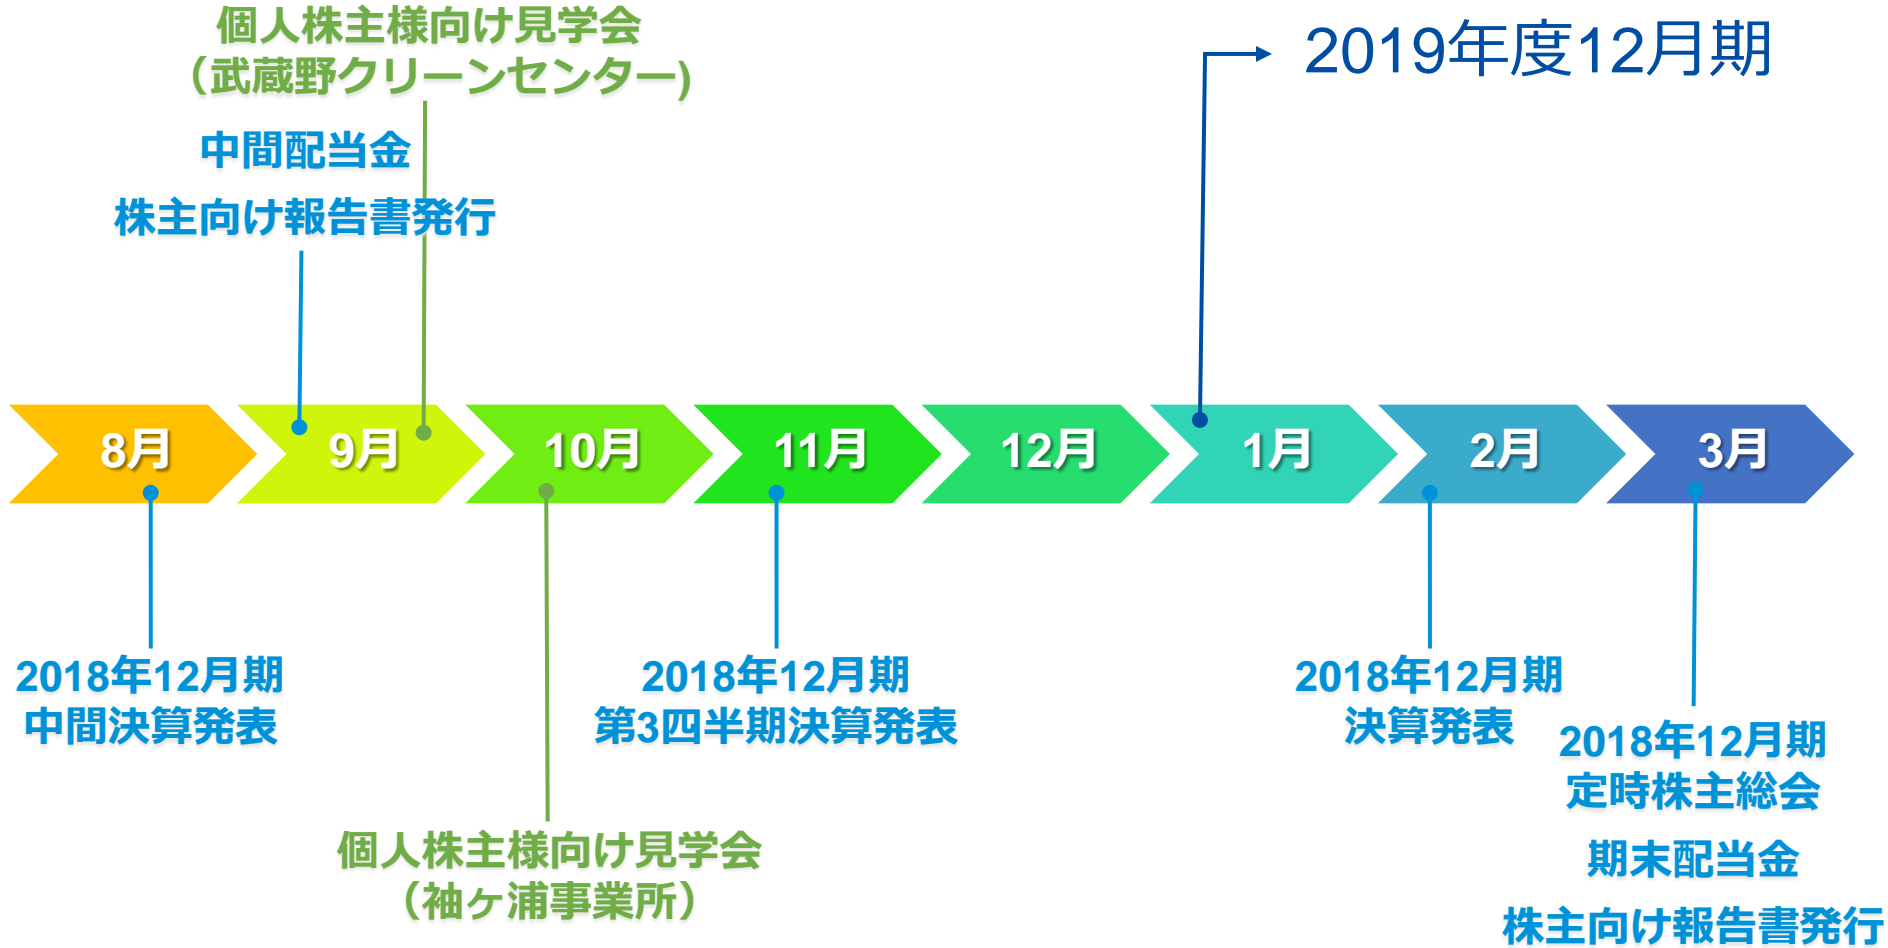 個人株主様向け見学会
（武蔵野クリーンセンター)
中間配当金
株主向け報告書発行
2019年度12月期
8月
9月
10月
11月
12月
1月
2月
3月
2018年12月期
中間決算発表
2018年12月期
第3四半期決算発表
2018年12月期
決算発表
2018年12月期
定時株主総会
期末配当金
株主向け報告書発行
個人株主様向け見学会
（袖ヶ浦事業所）